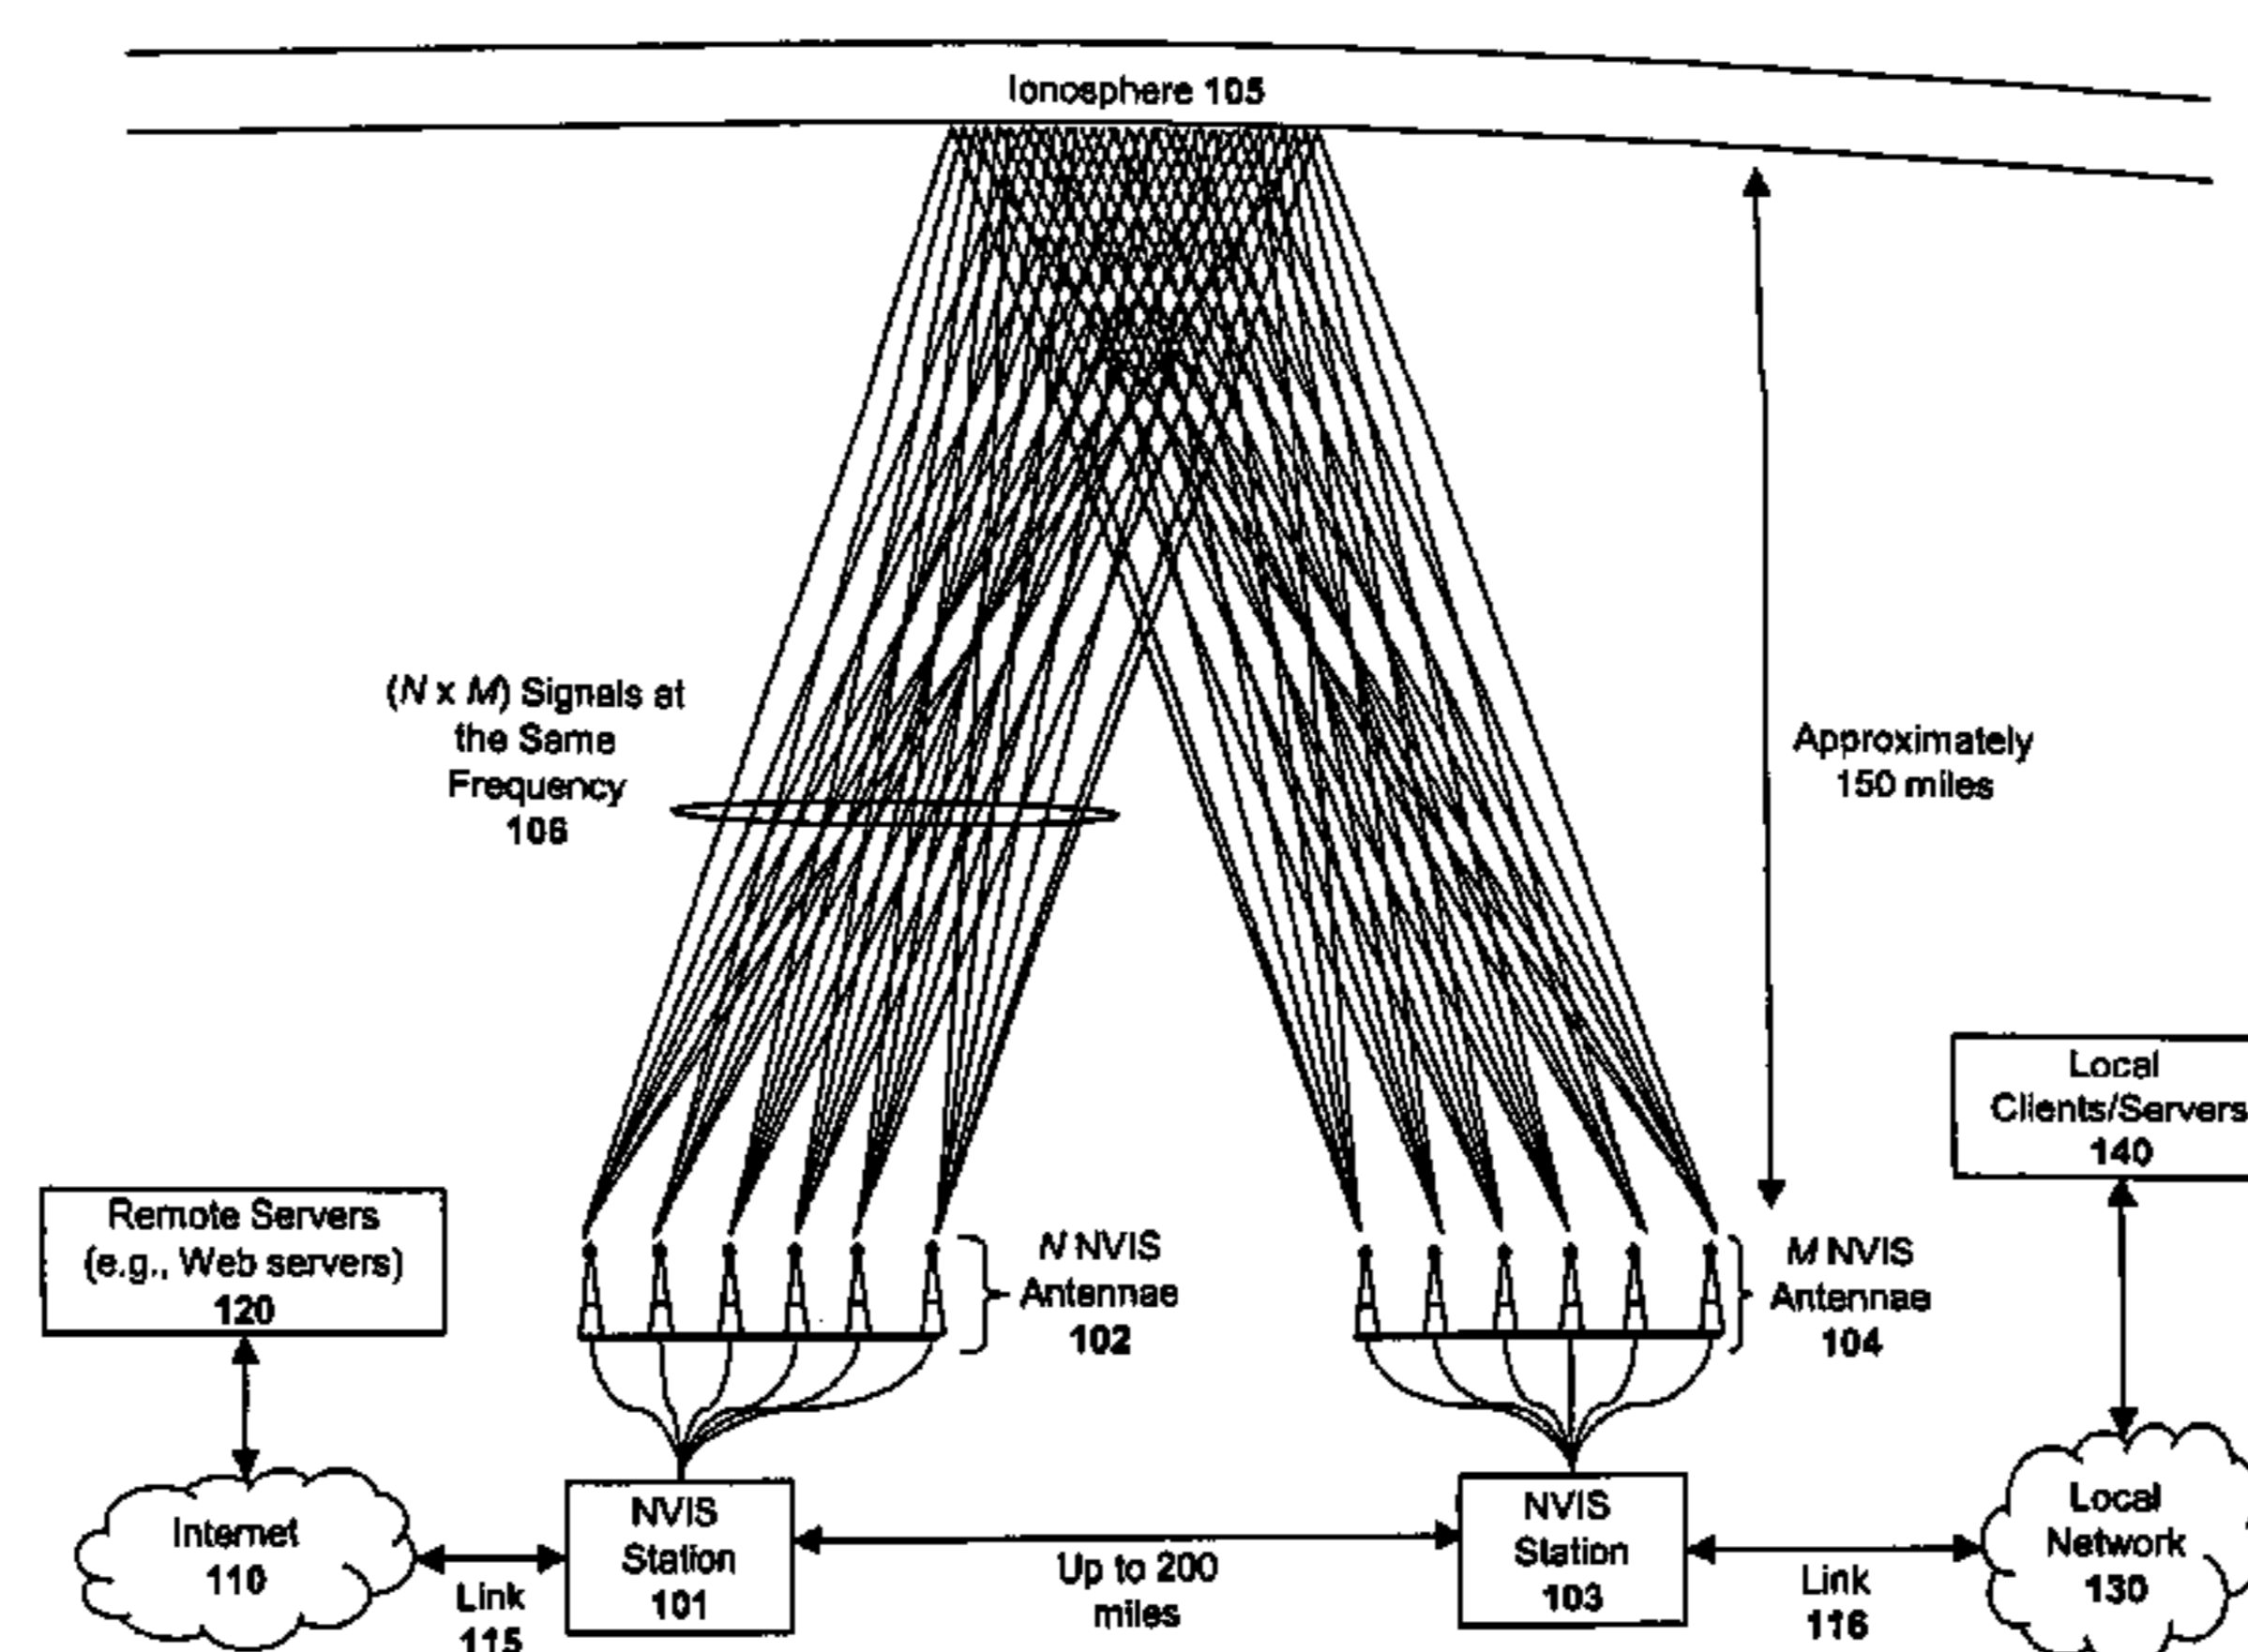 Ionosphere 105
(N x M) Signals at
the Same
Frequency
106
Approximately
150 miles
Local
Clients/Servers
140
Remote Servers
(e.g., Web servers)
120
N NVIS
Antennae
102
M NVIS
Antennae
104
Internet
110
Link
115
NVIS
Station
101
Up to 200
miles
NVIS
Station
103
Link
116
Local
Network
130